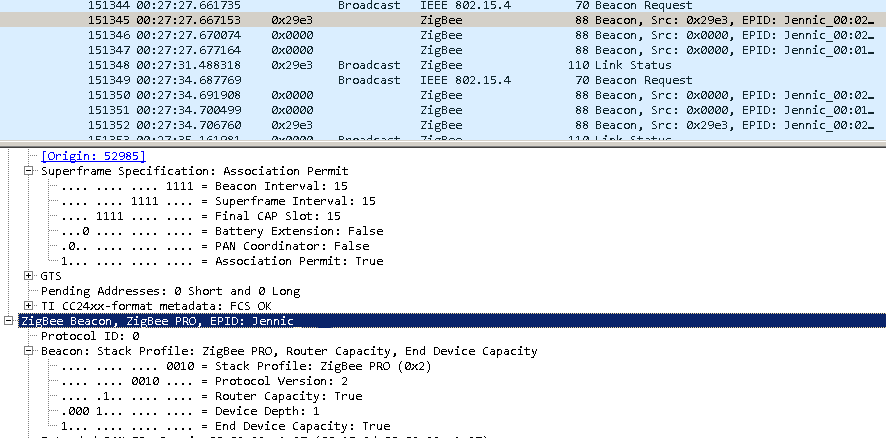 151344 00:27:27.661735 Broadcast IEEE 802.15.4 70 Beacon Request
151345 00:27:27.667153 0x29e3 ZigBee 88 Beacon, Src: 0x29e3, EPID: Jennic_00:02…
151346 00:27:27.670074 0x0000 ZigBee 88 Beacon, Src: 0x0000, EPID: Jennic_00:02…
151347 00:27:27.677164 0x0000 ZigBee 88 Beacon, Src: 0x0000, EPID: Jennic_00:01…
151348 00:27:31.488318 0x29e3 Broadcast ZigBee 110 Link Status
151349 00:27:34.687769 Broadcast IEEE 802.15.4 70 Beacon Request
151350 00:27:34.691908 0x0000 ZigBee 88 Beacon, Src: 0x0000, EPID: Jennic_00:02…
151351 00:27:34.700499 0x0000 ZigBee 88 Beacon, Src: 0x0000, EPID: Jennic_00:01…
151352 00:27:34.706760 0x29e3 ZigBee 88 Beacon, Src: 0x29e3, EPID: Jennic_00:02…
151353 00:27:35.161981 0x0000 Broadcast ZigBee 110 Link Status
[Origin: 52985]
Superframe Specification: Association Permit
.... .... .... 1111 = Beacon Interval: 15
.... .... 1111 .... = Superframe Interval: 15
.... 1111 .... .... = Final CAP Slot: 15
...0 .... .... .... = Battery Extension: False
.0.. .... .... .... = PAN Coordinator: False
1... .... .... .... = Association Permit: True
GTS
Pending Addresses: 0 Short and 0 Long
TI CC24xx-format metadata: FCS OK
ZigBee Beacon, ZigBee PRO, EPID: Jennic
Protocol ID: 0
Beacon: Stack Profile: ZigBee PRO, Router Capacity, End Device Capacity
.... .... .... 0010 = Stack Profile: ZigBee PRO (0x2)
.... .... 0010 .... = Protocol Version: 2
.... .1.. .... .... = Router Capacity: True
.000 1... .... .... = Device Depth: 1
1... .... .... .... = End Device Capacity: True